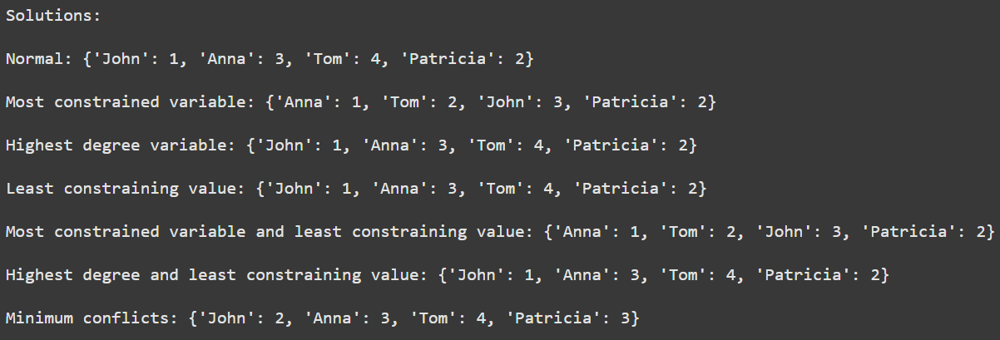 Solutions:
Normal: {'John': 1, 'Anna': 3, 'Tom': 4, 'Patricia': 2}
Most constrained variable: {'Anna': 1, 'Tom': 2, 'John': 3, 'Patricia': 2}
Highest degree variable: {'John': 1, 'Anna': 3, 'Tom': 4, 'Patricia': 2}
Least constraining value: {'John': 1, 'Anna': 3, 'Tom': 4, 'Patricia': 2}
Most constrained variable and least constraining value: {'Anna': 1, 'Tom': 2, 'John': 3, 'Patricia': 2}
Highest degree and least constraining value: {'John': 1, 'Anna': 3, 'Tom': 4, 'Patricia': 2}
Minimum conflicts: {'John': 2, 'Anna': 3, 'Tom': 4, 'Patricia': 3}